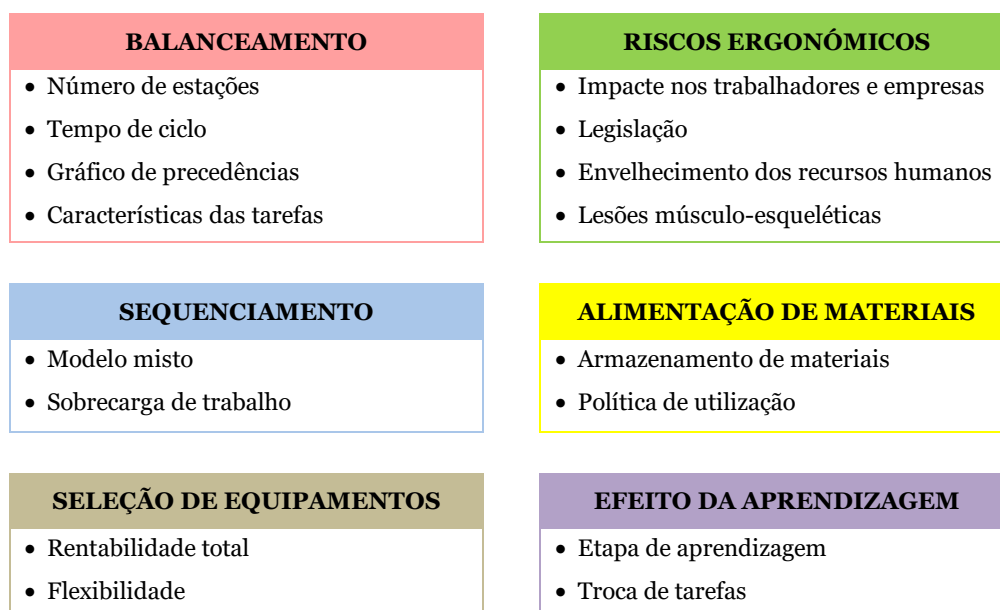 BALANCEAMENTO
• Número de estações
• Tempo de ciclo
• Gráfico de precedências
• Características das tarefas
RISCOS ERGONÓMICOS
• Impacte nos trabalhadores e empresas
• Legislação
• Envelhecimento dos recursos humanos
• Lesões músculo-esqueléticas
SEQUENCIAMENTO
• Modelo misto
• Sobrecarga de trabalho
ALIMENTAÇÃO DE MATERIAIS
• Armazenamento de materiais
• Política de utilização
SELEÇÃO DE EQUIPAMENTOS
• Rentabilidade total
• Flexibilidade
EFEITO DA APRENDIZAGEM
• Etapa de aprendizagem
• Troca de tarefas